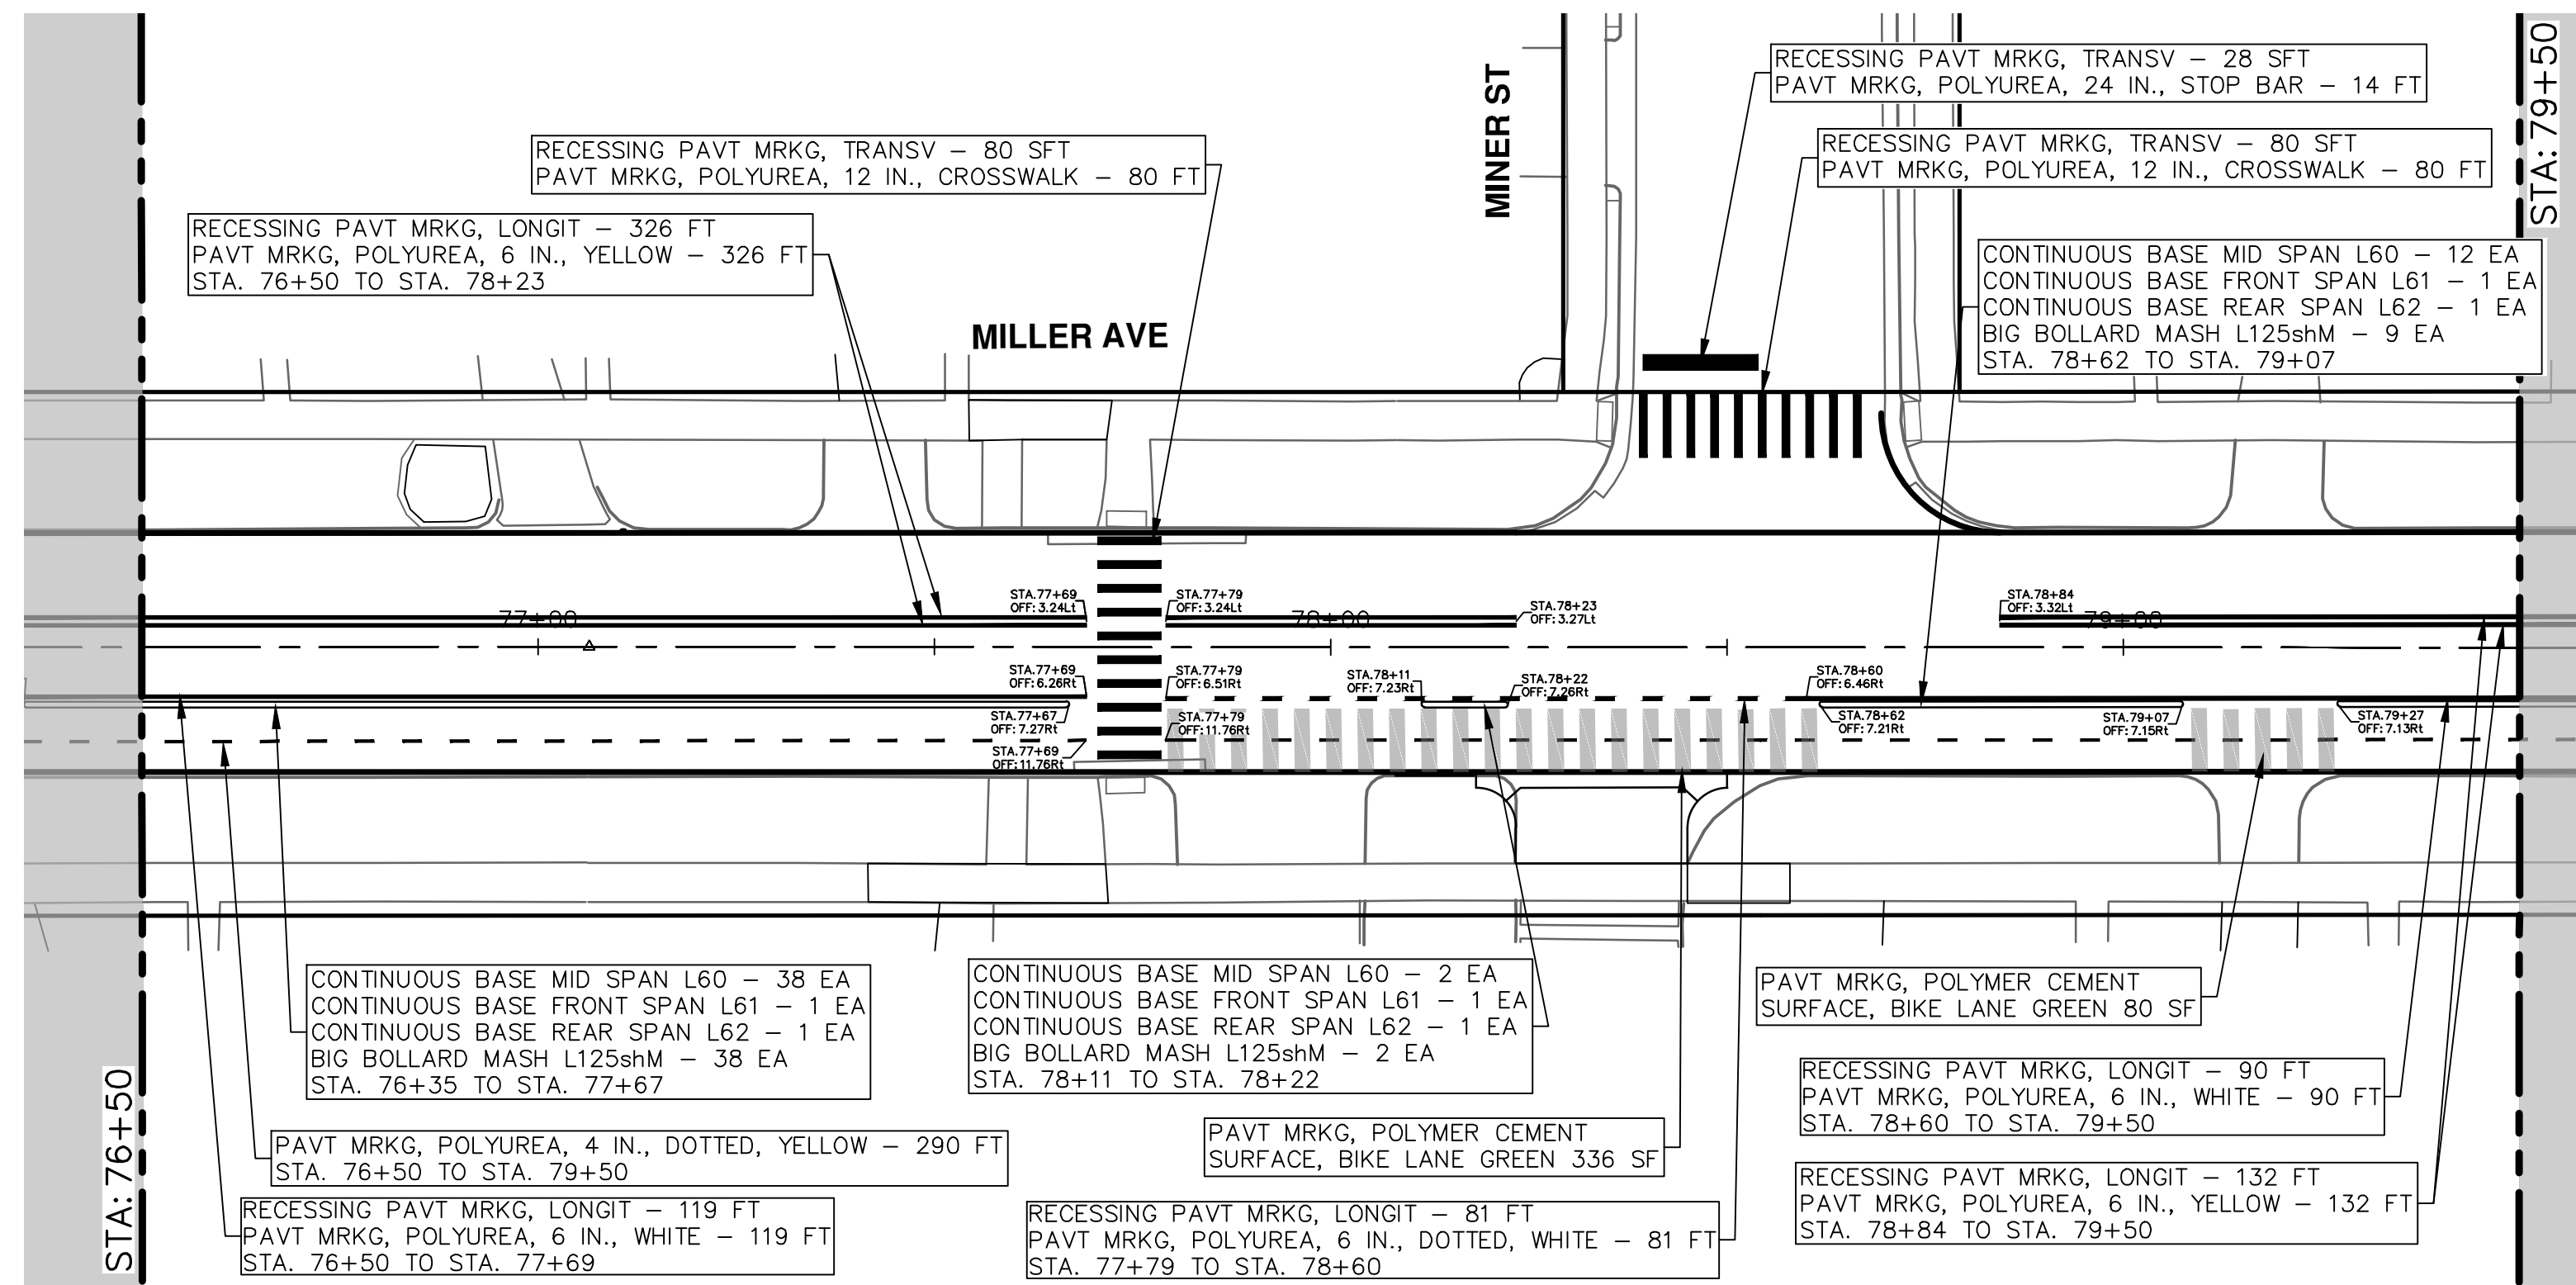 RECESSING PAVT MRKG, TRANSV – 28 SFT
PAVT MRKG, POLYUREA, 24 IN., STOP BAR – 14 FT
STA: 79+50
MINER ST
RECESSING PAVT MRKG, TRANSV – 80 SFT
PAVT MRKG, POLYUREA, 12 IN., CROSSWALK – 80 FT
RECESSING PAVT MRKG, TRANSV – 80 SFT
PAVT MRKG, POLYUREA, 12 IN., CROSSWALK – 80 FT
RECESSING PAVT MRKG, LONGIT – 326 FT
PAVT MRKG, POLYUREA, 6 IN., YELLOW – 326 FT
STA. 76+50 TO STA. 78+23
CONTINUOUS BASE MID SPAN L60 – 12 EA
CONTINUOUS BASE FRONT SPAN L61 – 1 EA
CONTINUOUS BASE REAR SPAN L62 – 1 EA
BIG BOLLARD MASH L125shM – 9 EA
STA. 78+62 TO STA. 79+07
MILLER AVE
STA.77+69
OFF: 3.24Lt
STA.77+79
OFF: 3.24Lt
STA.78+23
OFF: 3.27Lt
STA.78+84
OFF: 3.32Lt
77+00
78+00
79+00
STA.77+69
OFF: 6.26Rt
STA.77+79
OFF: 6.51Rt
STA.78+11
OFF: 7.23Rt
STA.78+22
OFF: 7.26Rt
STA.78+60
OFF: 6.46Rt
STA.77+67
OFF: 7.27Rt
STA.77+79
OFF: 11.76Rt
STA.78+62
OFF: 7.21Rt
STA.79+07
OFF: 7.15Rt
STA.79+27
OFF: 7.13Rt
STA.77+69
OFF: 11.76Rt
CONTINUOUS BASE MID SPAN L60 – 38 EA
CONTINUOUS BASE FRONT SPAN L61 – 1 EA
CONTINUOUS BASE REAR SPAN L62 – 1 EA
BIG BOLLARD MASH L125shM – 38 EA
STA. 76+35 TO STA. 77+67
CONTINUOUS BASE MID SPAN L60 – 2 EA
CONTINUOUS BASE FRONT SPAN L61 – 1 EA
CONTINUOUS BASE REAR SPAN L62 – 1 EA
BIG BOLLARD MASH L125shM – 2 EA
STA. 78+11 TO STA. 78+22
PAVT MRKG, POLYMER CEMENT
SURFACE, BIKE LANE GREEN 80 SF
RECESSING PAVT MRKG, LONGIT – 90 FT
PAVT MRKG, POLYUREA, 6 IN., WHITE – 90 FT
STA. 78+60 TO STA. 79+50
STA: 76+50
PAVT MRKG, POLYUREA, 4 IN., DOTTED, YELLOW – 290 FT
STA. 76+50 TO STA. 79+50
PAVT MRKG, POLYMER CEMENT
SURFACE, BIKE LANE GREEN 336 SF
RECESSING PAVT MRKG, LONGIT – 132 FT
PAVT MRKG, POLYUREA, 6 IN., YELLOW – 132 FT
STA. 78+84 TO STA. 79+50
RECESSING PAVT MRKG, LONGIT – 119 FT
PAVT MRKG, POLYUREA, 6 IN., WHITE – 119 FT
STA. 76+50 TO STA. 77+69
RECESSING PAVT MRKG, LONGIT – 81 FT
PAVT MRKG, POLYUREA, 6 IN., DOTTED, WHITE – 81 FT
STA. 77+79 TO STA. 78+60